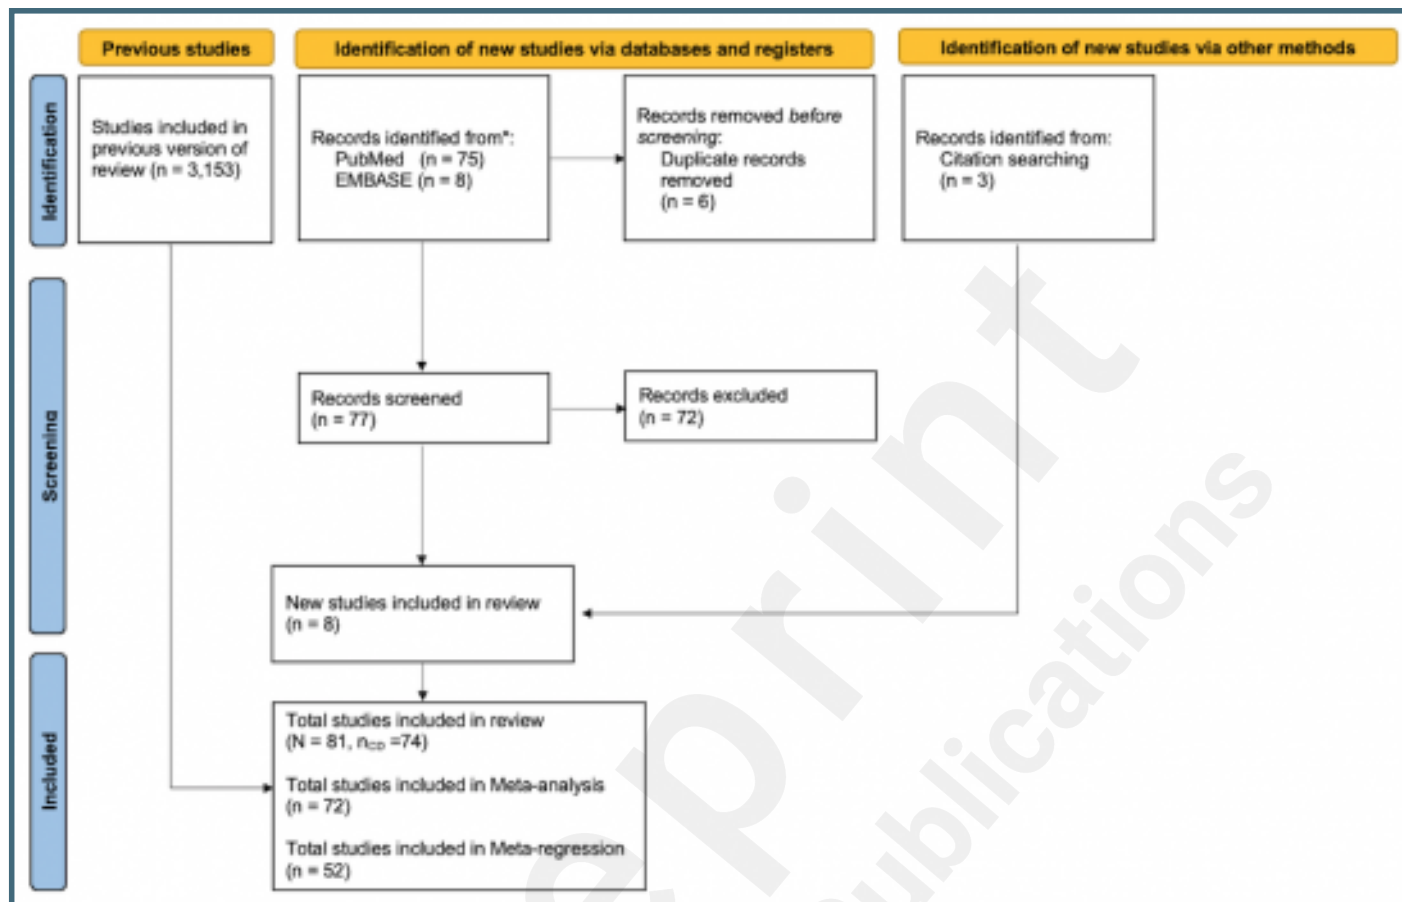 Previous studies
Identification of new studies via databases and registers
Identification of new studies via other methods
Identification
Studies included in
previous version of
review (n = 3,153)
Records identified from*:
PubMed (n = 75)
EMBASE (n = 8)
Records removed before
screening:
Duplicate records
removed
(n = 6)
Records identified from:
Citation searching
(n = 3)
Screening
Records screened
(n = 77)
Records excluded
(n = 72)
New studies included in review
(n = 8)
Included
Total studies included in review
(N = 81, nCD =74)
Total studies included in Meta-analysis
(n = 72)
Total studies included in Meta-regression
(n = 52)
eprint
ublications